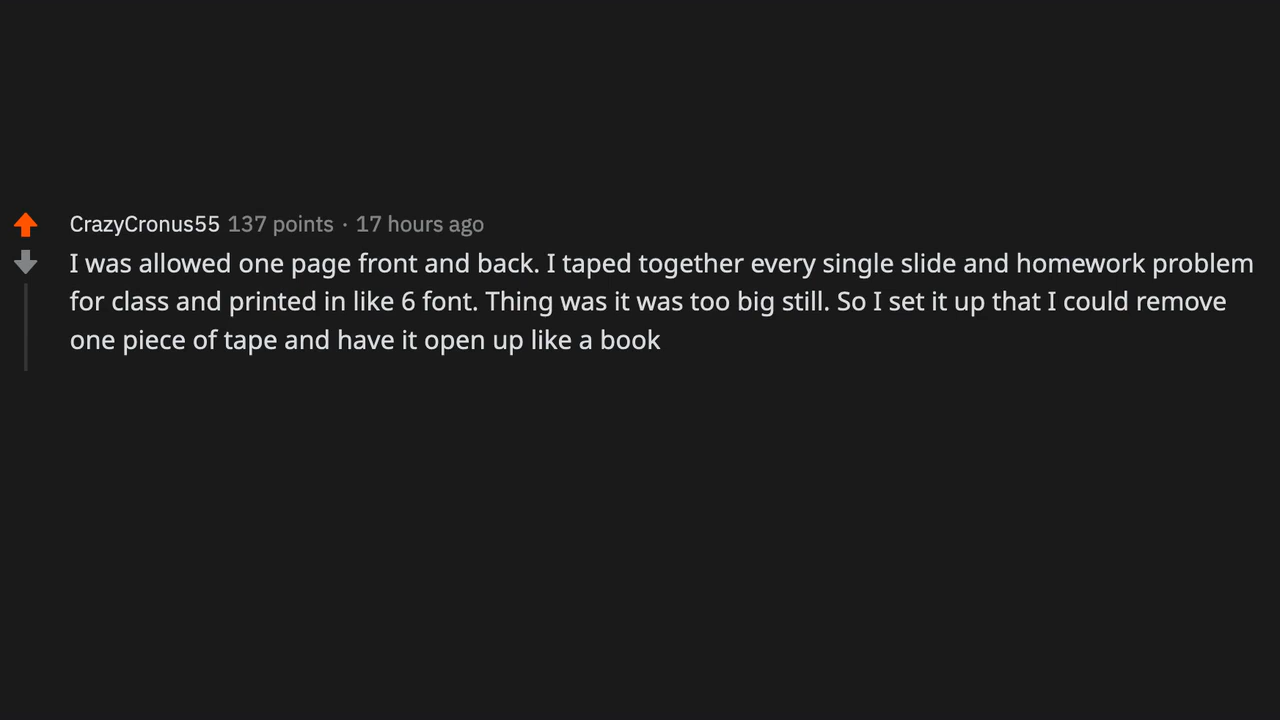 CrazyCronus55 137 points · 17 hours ago
I was allowed one page front and back. I taped together every single slide and homework problem
for class and printed in like 6 font. Thing was it was too big still. So I set it up that I could remove
one piece of tape and have it open up like a book